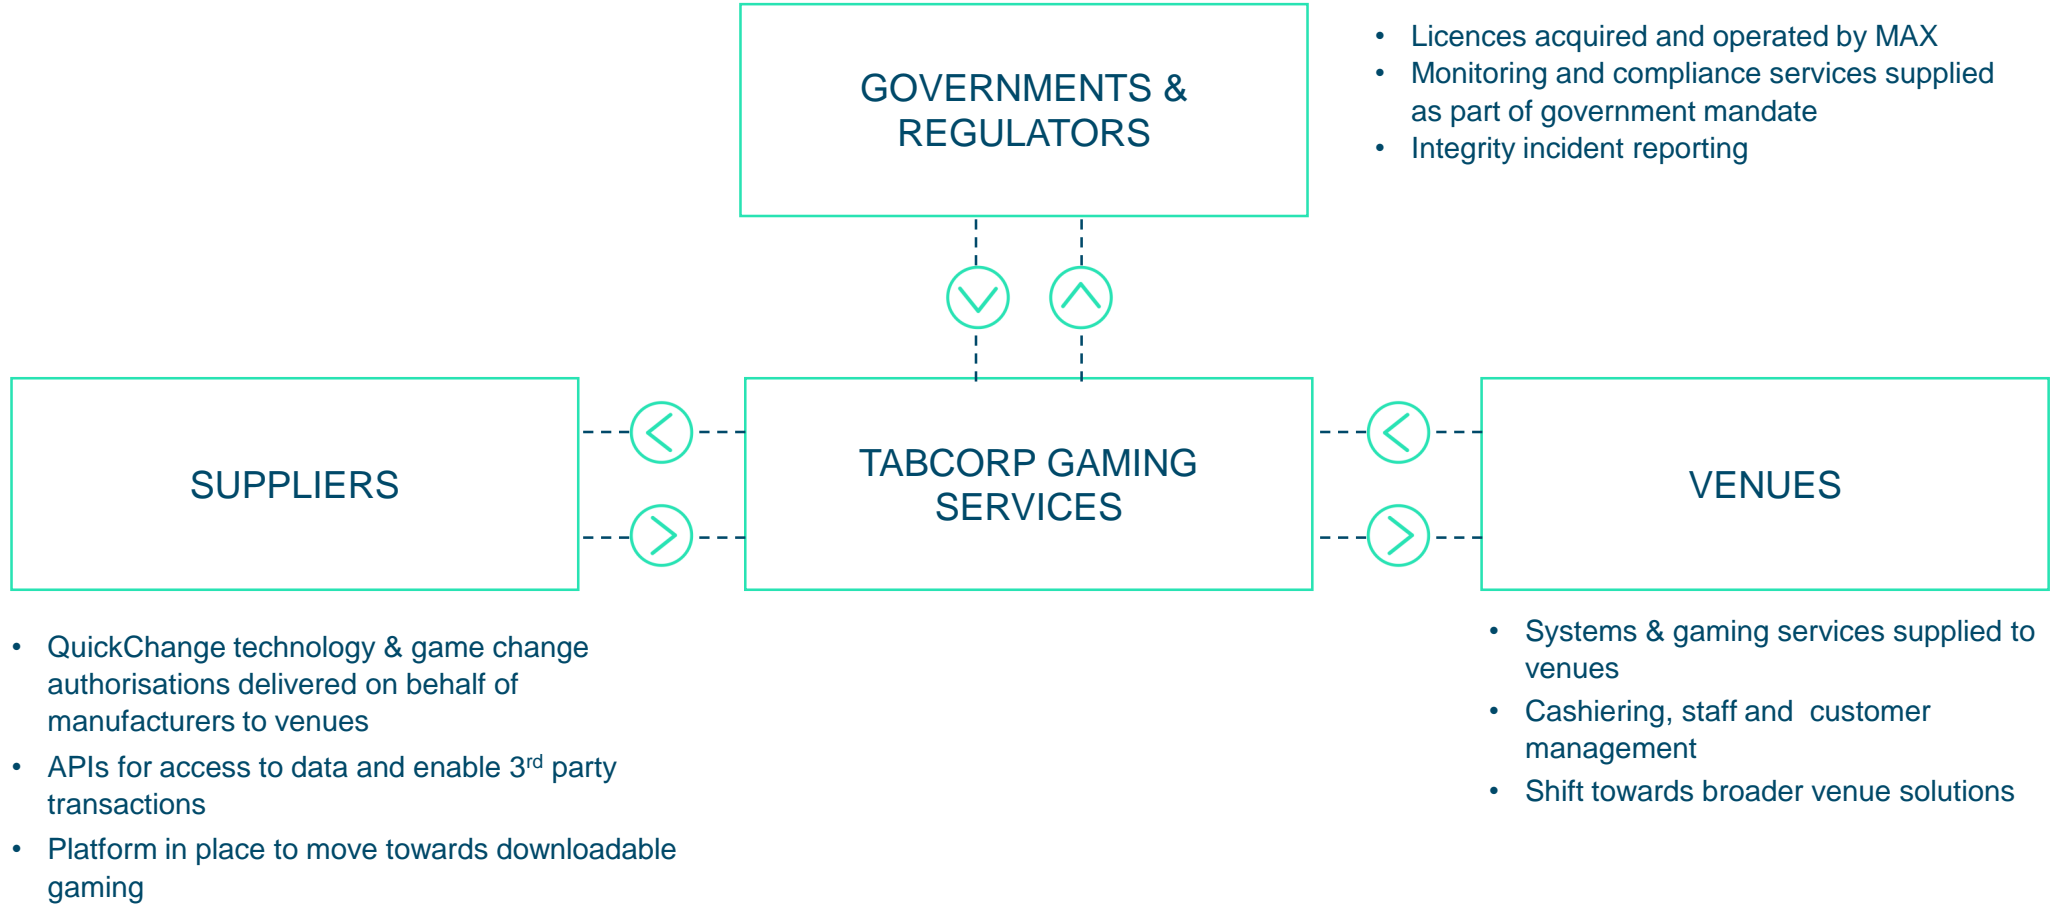 GOVERNMENTS &
REGULATORS
• Licences acquired and operated by MAX
• Monitoring and compliance services supplied
as part of government mandate
• Integrity incident reporting
SUPPLIERS
TABCORP GAMING
SERVICES
VENUES
• QuickChange technology & game change
authorisations delivered on behalf of
manufacturers to venues
• APIs for access to data and enable 3rd party
transactions
• Platform in place to move towards downloadable
gaming
• Systems & gaming services supplied to
venues
• Cashiering, staff and customer
management
• Shift towards broader venue solutions